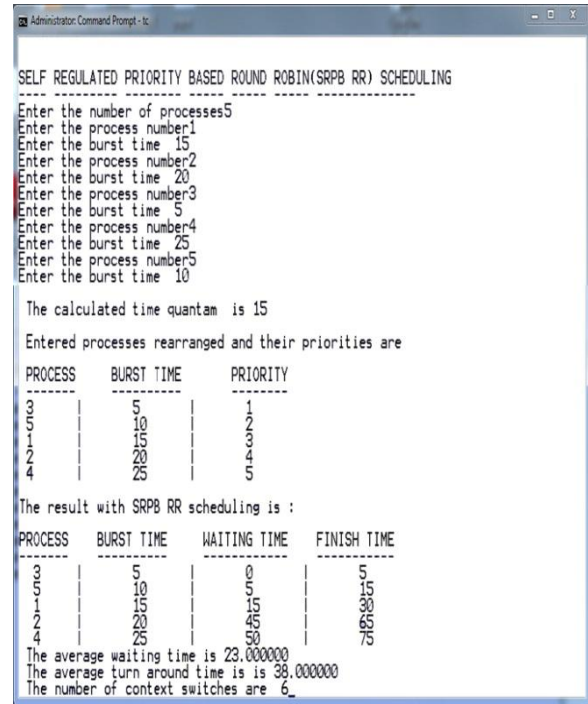 Administrator: Command Prompt - tc
SELF REGULATED PRIORITY BASED ROUND ROBIN(SRPB RR) SCHEDULING
---- --------- -------- ----- ----- ----- --------------
Enter the number of processes5
Enter the process number1
Enter the burst time 15
Enter the process number2
Enter the burst time 20
Enter the process number3
Enter the burst time 5
Enter the process number4
Enter the burst time 25
Enter the process number5
Enter the burst time 10
The calculated time quantam is 15
Entered processes rearranged and their priorities are
PROCESS BURST TIME PRIORITY
------- ---------- --------
3 | 5 | 1
5 | 10 | 2
1 | 15 | 3
2 | 20 | 4
4 | 25 | 5
The result with SRPB RR scheduling is :
PROCESS BURST TIME WAITING TIME FINISH TIME
------- ---------- ------------ -----------
3 | 5 | 0 | 5
5 | 10 | 5 | 15
1 | 15 | 15 | 30
2 | 20 | 45 | 65
4 | 25 | 50 | 75
The average waiting time is 23.000000
The average turn around time is is 38.000000
The number of context switches are 6_